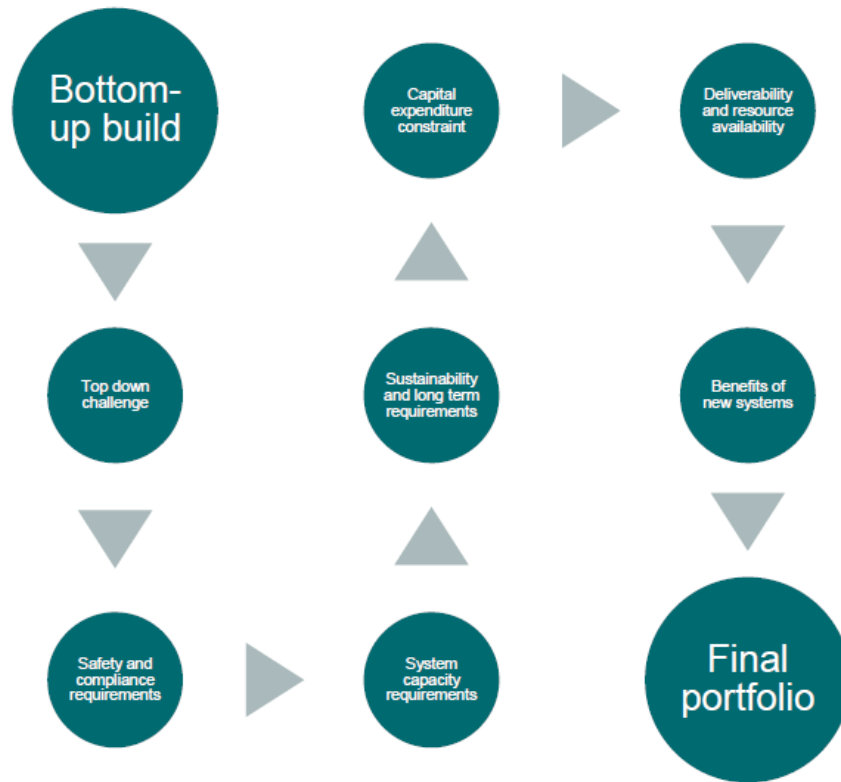 Bottom-
up build
Top down
challenge
Safety and
compliance
requirements
System
capacity
requirements
Sustainability
and long term
requirements
Capital
expenditure
constraint
Deliverability
and resource
availability
Benefits of
new systems
Final
portfolio